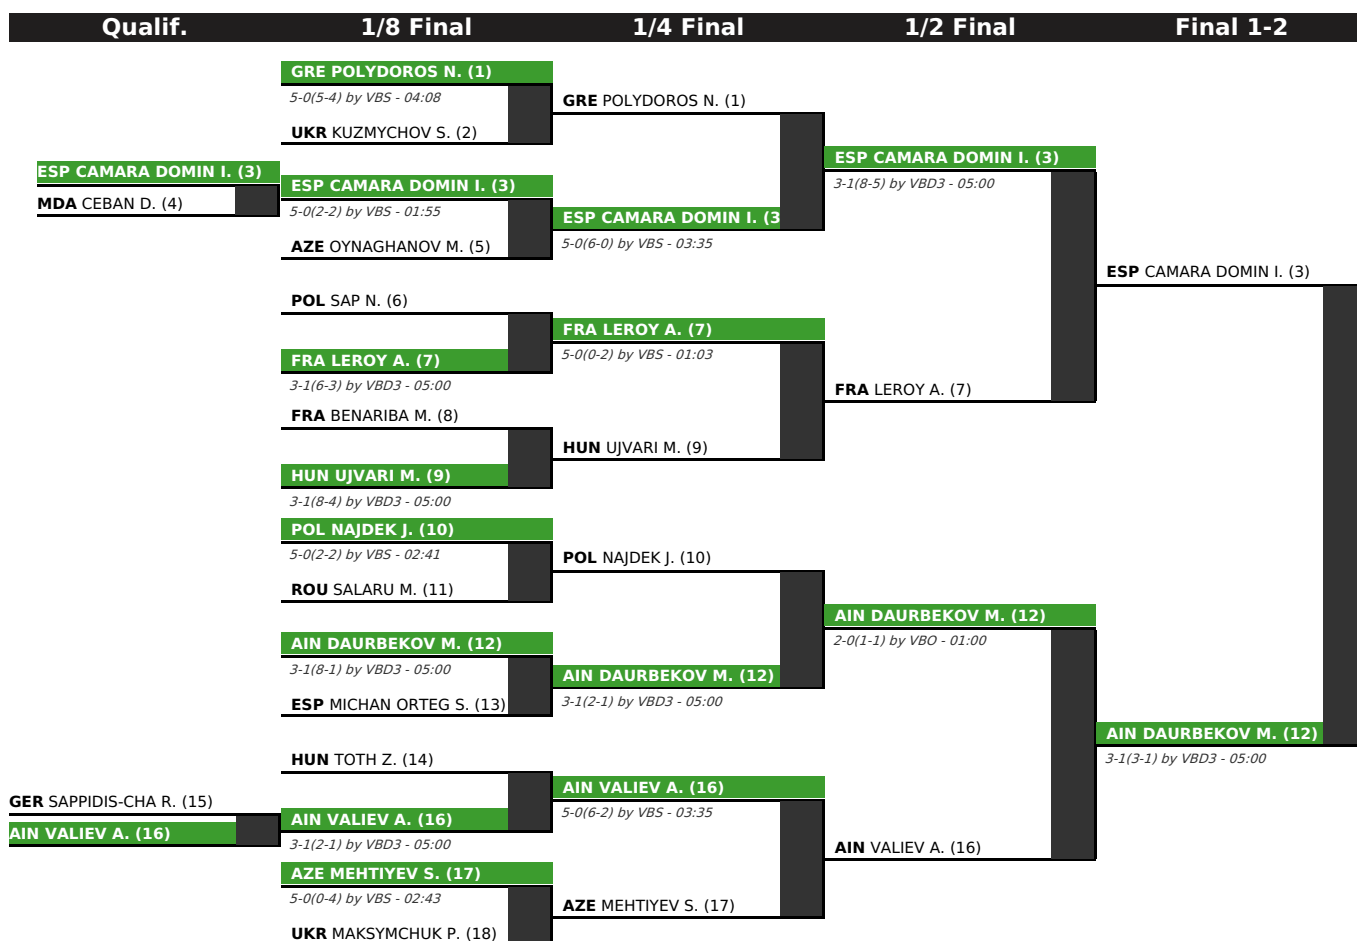 Qualif.
1/8 Final
1/4 Final
1/2 Final
Final 1-2
ESP CAMARA DOMIN I. (3)
MDA CEBAN D. (4)
GER SAPPIDIS-CHA R. (15)
AIN VALIEV A. (16)
GRE POLYDOROS N. (1)
5-0(5-4) by VBS - 04:08
UKR KUZMYCHOV S. (2)
ESP CAMARA DOMIN I. (3)
5-0(2-2) by VBS - 01:55
AZE OYNAGHANOV M. (5)
POL SAP N. (6)
FRA LEROY A. (7)
3-1(6-3) by VBD3 - 05:00
FRA BENARIBA M. (8)
HUN UJVARI M. (9)
3-1(8-4) by VBD3 - 05:00
POL NAJDEK J. (10)
5-0(2-2) by VBS - 02:41
ROU SALARU M. (11)
AIN DAURBEKOV M. (12)
3-1(8-1) by VBD3 - 05:00
ESP MICHAN ORTEG S. (13)
HUN TOTH Z. (14)
AIN VALIEV A. (16)
3-1(2-1) by VBD3 - 05:00
AZE MEHTIYEV S. (17)
5-0(0-4) by VBS - 02:43
UKR MAKSYMCHUK P. (18)
GRE POLYDOROS N. (1)
ESP CAMARA DOMIN I. (3
5-0(6-0) by VBS - 03:35
FRA LEROY A. (7)
5-0(0-2) by VBS - 01:03
HUN UJVARI M. (9)
POL NAJDEK J. (10)
AIN DAURBEKOV M. (12)
3-1(2-1) by VBD3 - 05:00
AIN VALIEV A. (16)
5-0(6-2) by VBS - 03:35
AZE MEHTIYEV S. (17)
ESP CAMARA DOMIN I. (3)
3-1(8-5) by VBD3 - 05:00
FRA LEROY A. (7)
AIN DAURBEKOV M. (12)
2-0(1-1) by VBO - 01:00
AIN VALIEV A. (16)
ESP CAMARA DOMIN I. (3)
AIN DAURBEKOV M. (12)
3-1(3-1) by VBD3 - 05:00